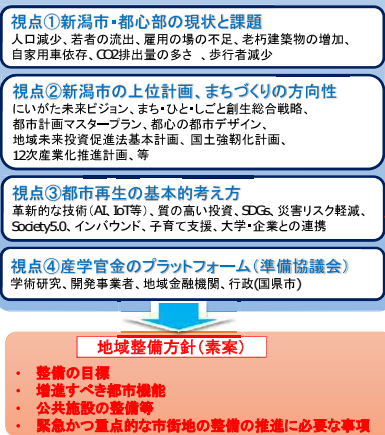 視点①新潟市・都心部の現状と課題
人口減少、若者の流出、雇用の場の不足、老朽建築物の増加、
自家用車依存、CO2排出量の多さ 、歩行者減少
視点②新潟市の上位計画、まちづくりの方向性
にいがた未来ビジョン、まち・ひと・しごと創生総合戦略、
都市計画マスタープラン、都心の都市デザイン、
地域未来投資促進法基本計画、国土強靭化計画、
12次産業化推進計画、等
視点③都市再生の基本的考え方
革新的な技術（AI、IoT等）、質の高い投資、SDGs、災害リスク軽減、
Society5.0、インバウンド、子育て支援、大学・企業との連携
視点④産学官金のプラットフォーム（準備協議会）
学術研究、開発事業者、地域金融機関、行政(国県市)
地域整備方針（素案）
・ 整備の目標
・ 増進すべき都市機能
・ 公共施設の整備等
・ 緊急かつ重点的な市街地の整備の推進に必要な事項